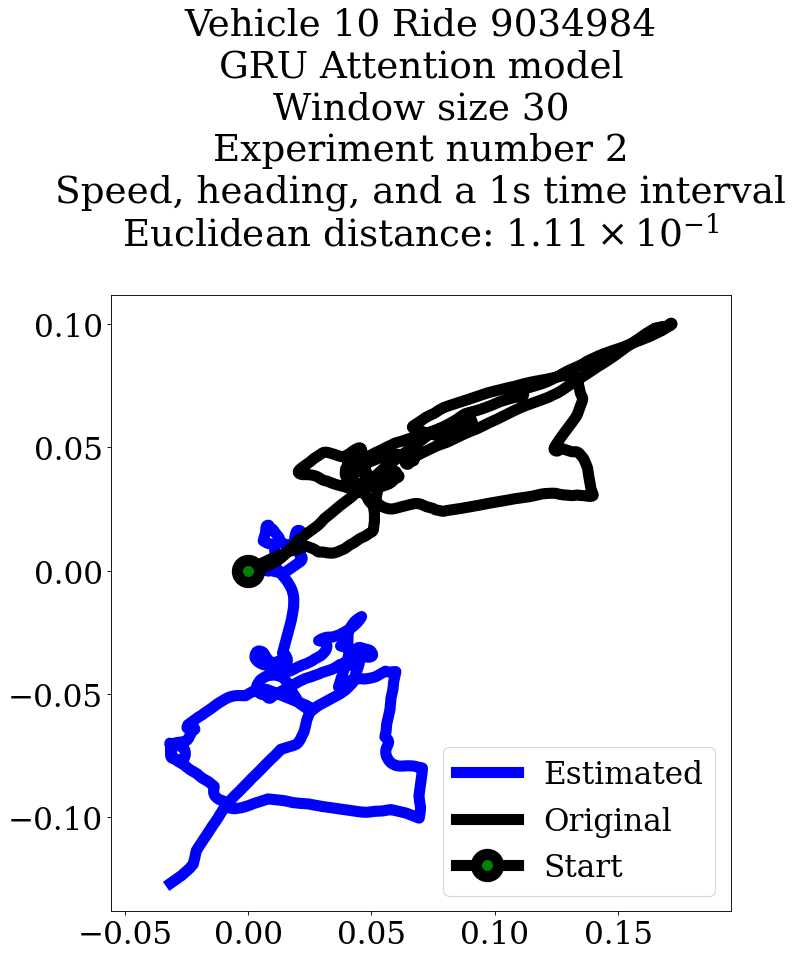 Vehicle 10 Ride 9034984
GRU Attention model
Window size 30
Experiment number 2
Speed, heading, and a 1s time interval
Euclidean distance: 1.11 × 10⁻¹
0.10
0.05
0.00
−0.05
−0.10
Estimated
Original
Start
−0.05 0.00 0.05 0.10 0.15